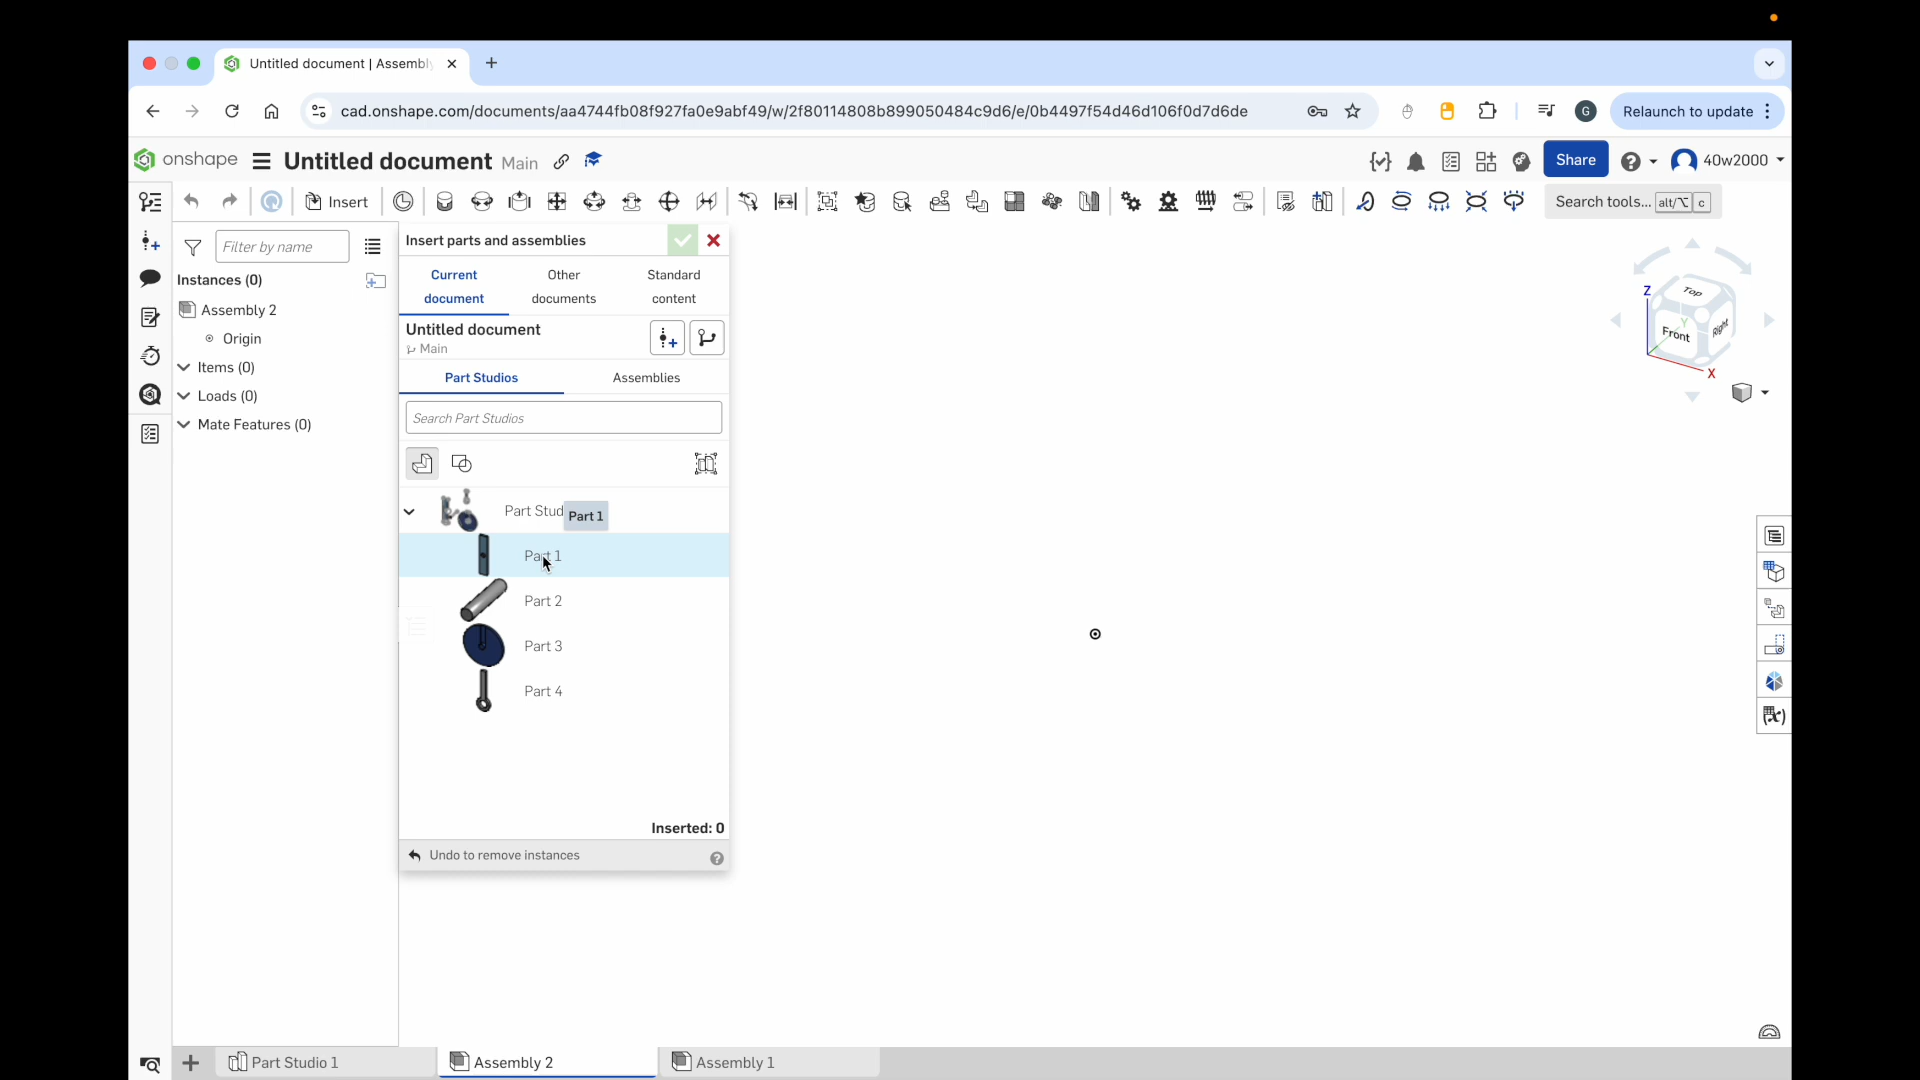 Untitled document | Assembl
cad.onshape.com/documents/aa4744fb08f927fa0e9abf49/w/2f80114808b899050484c9d6/e/0b4497f54d46d106f0d7d6de
G
Relaunch to update
onshape
Untitled document Main
Share
40w2000
Insert
Search tools... alt/⌥ c
Filter by name
Instances (0)
Assembly 2
Origin
Items (0)
Loads (0)
Mate Features (0)
Insert parts and assemblies
Current document
Other documents
Standard content
Untitled document
Main
Part Studios
Assemblies
Search Part Studios
Part Stud
Part 1
Part 1
Part 2
Part 3
Part 4
Inserted: 0
Undo to remove instances
Z
Top
Y
Front
Right
X
Part Studio 1
Assembly 2
Assembly 1